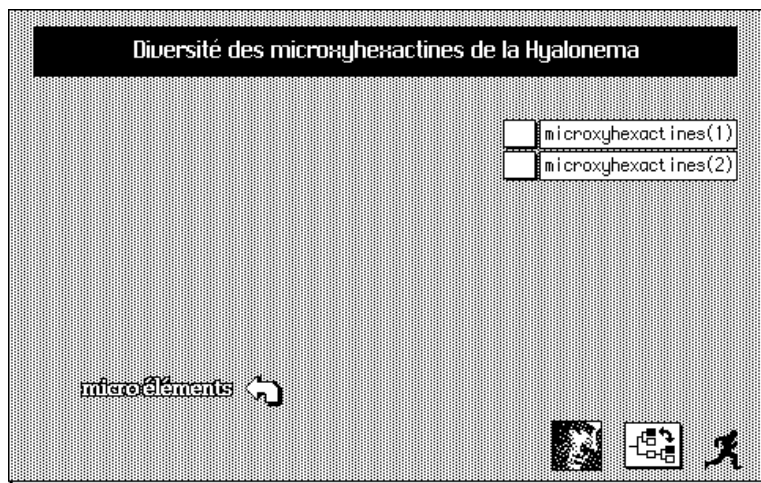 Diversité des microxyhexactines de la Hyalonema
microxyhexactines(1)
microxyhexactines(2)
micro éléments